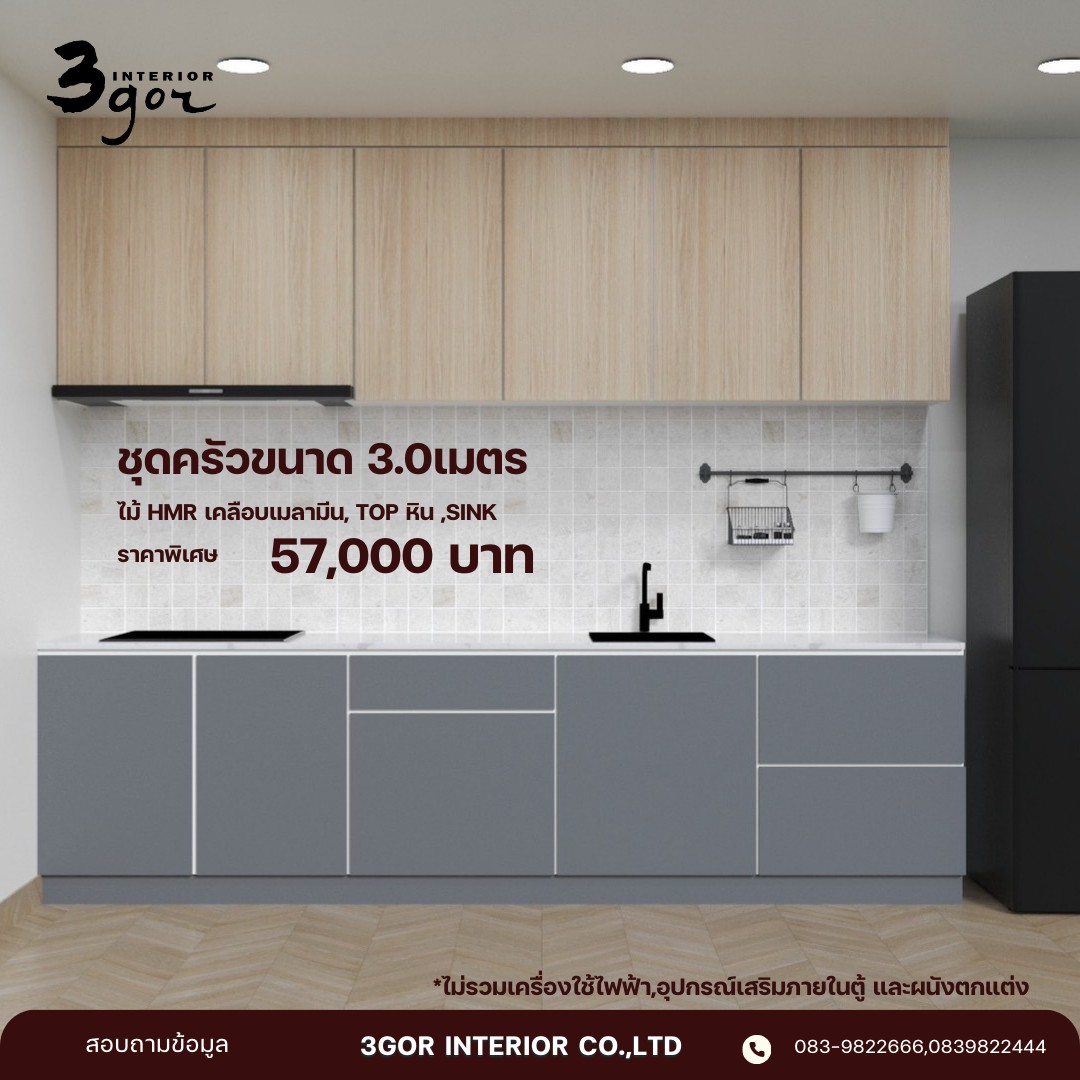 3gor INTERIOR
ชุดครัวขนาด 3.0เมตร
ไม้ HMR เคลือบเมลามีน, TOP หิน ,SINK
ราคาพิเศษ 57,000 บาท
*ไม่รวมเครื่องใช้ไฟฟ้า,อุปกรณ์เสริมภายในตู้ และผนังตกแต่ง
สอบถามข้อมูล 3GOR INTERIOR CO.,LTD 083-9822666,0839822444